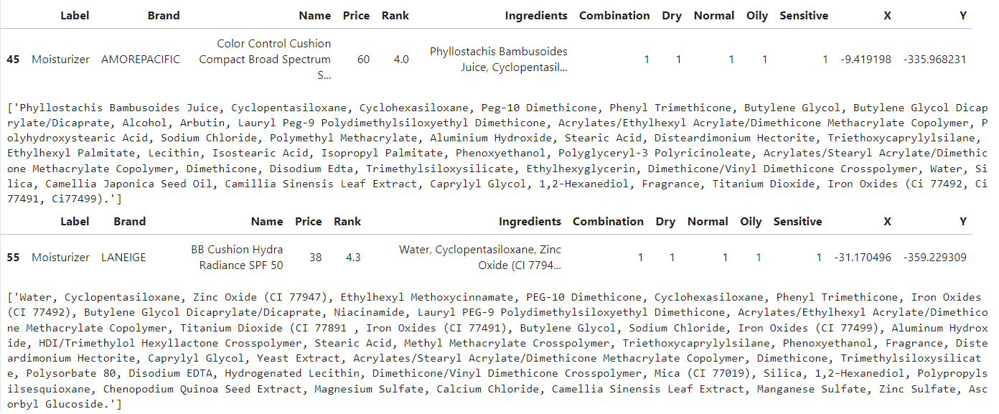 Label Brand Name Price Rank Ingredients Combination Dry Normal Oily Sensitive X Y
Color Control Cushion
45 Moisturizer AMOREPACIFIC Compact Broad Spectrum 60 4.0 Phyllostachis Bambusoides Juice, Cyclopentasil... 1 1 1 1 1 -9.419198 -335.968231
S...
['Phyllostachis Bambusoides Juice, Cyclopentasiloxane, Cyclohexasiloxane, Peg-10 Dimethicone, Phenyl Trimethicone, Butylene Glycol, Butylene Glycol Dicap
rylate/Dicaprate, Alcohol, Arbutin, Lauryl Peg-9 Polydimethylsiloxyethyl Dimethicone, Acrylates/Ethylhexyl Acrylate/Dimethicone Methacrylate Copolymer, P
olyhydroxystearic Acid, Sodium Chloride, Polymethyl Methacrylate, Aluminium Hydroxide, Stearic Acid, Disteardimonium Hectorite, Triethoxycaprylylsilane,
Ethylhexyl Palmitate, Lecithin, Isostearic Acid, Isopropyl Palmitate, Phenoxyethanol, Polyglyceryl-3 Polyricinoleate, Acrylates/Stearyl Acrylate/Dimethic
one Methacrylate Copolymer, Dimethicone, Disodium Edta, Trimethylsiloxysilicate, Ethylhexyglycerin, Dimethicone/Vinyl Dimethicone Crosspolymer, Water, Si
lica, Camellia Japonica Seed Oil, Camillia Sinensis Leaf Extract, Caprylyl Glycol, 1,2-Hexanediol, Fragrance, Titanium Dioxide, Iron Oxides (Ci 77492, Ci
77491, Ci77499).']
Label Brand Name Price Rank Ingredients Combination Dry Normal Oily Sensitive X Y
55 Moisturizer LANEIGE BB Cushion Hydra Radiance SPF 50 38 4.3 Water, Cyclopentasiloxane, Zinc Oxide (CI 7794... 1 1 1 1 1 -31.170496 -359.229309
['Water, Cyclopentasiloxane, Zinc Oxide (CI 77947), Ethylhexyl Methoxycinnamate, PEG-10 Dimethicone, Cyclohexasiloxane, Phenyl Trimethicone, Iron Oxides
(CI 77492), Butylene Glycol Dicaprylate/Dicaprate, Niacinamide, Lauryl PEG-9 Polydimethylsiloxyethyl Dimethicone, Acrylates/Ethylhexyl Acrylate/Dimethico
ne Methacrylate Copolymer, Titanium Dioxide (CI 77891 , Iron Oxides (CI 77491), Butylene Glycol, Sodium Chloride, Iron Oxides (CI 77499), Aluminum Hydrox
ide, HDI/Trimethylol Hexyllactone Crosspolymer, Stearic Acid, Methyl Methacrylate Crosspolymer, Triethoxycaprylylsilane, Phenoxyethanol, Fragrance, Diste
ardimonium Hectorite, Caprylyl Glycol, Yeast Extract, Acrylates/Stearyl Acrylate/Dimethicone Methacrylate Copolymer, Dimethicone, Trimethylsiloxysilicat
e, Polysorbate 80, Disodium EDTA, Hydrogenated Lecithin, Dimethicone/Vinyl Dimethicone Crosspolymer, Mica (CI 77019), Silica, 1,2-Hexanediol, Polypropyls
ilsesquioxane, Chenopodium Quinoa Seed Extract, Magnesium Sulfate, Calcium Chloride, Camellia Sinensis Leaf Extract, Manganese Sulfate, Zinc Sulfate, Asc
orbyl Glucoside.']